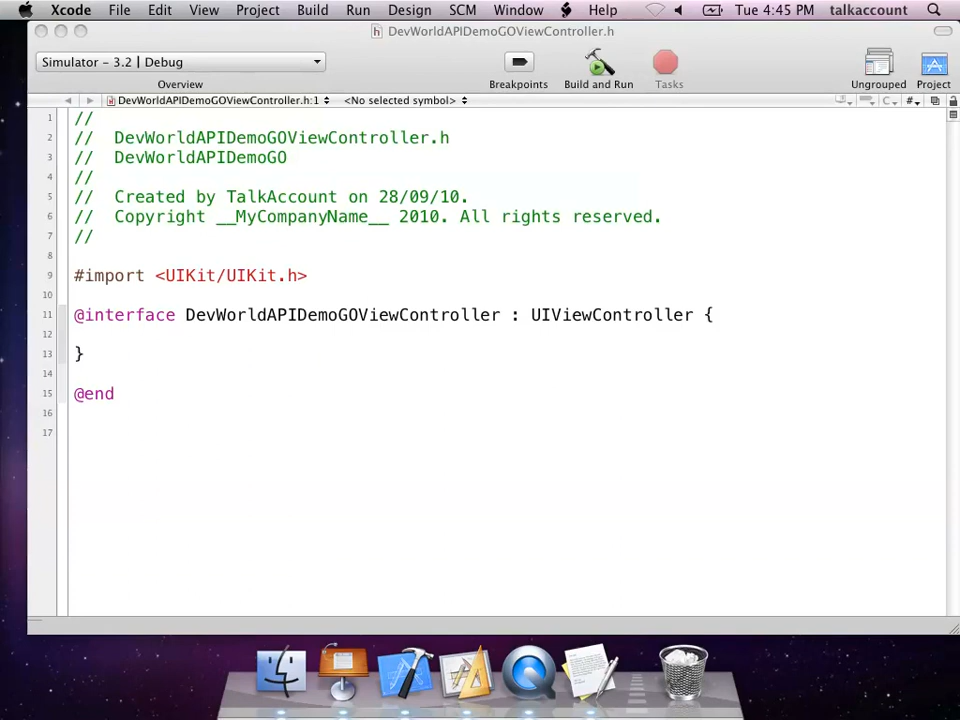 Xcode File Edit View Project Build Run Design SCM Window Help Tue 4:45 PM talkaccount
DevWorldAPIDemoGOViewController.h
Simulator - 3.2 | Debug
Overview Breakpoints Build and Run Tasks Ungrouped Project
DevWorldAPIDemoGOViewController.h:1 <No selected symbol> C #
1 //
2 // DevWorldAPIDemoGOViewController.h
3 // DevWorldAPIDemoGO
4 //
5 // Created by TalkAccount on 28/09/10.
6 // Copyright __MyCompanyName__ 2010. All rights reserved.
7 //
8
9 #import <UIKit/UIKit.h>
10
11 @interface DevWorldAPIDemoGOViewController : UIViewController {
12
13 }
14
15 @end
16
17